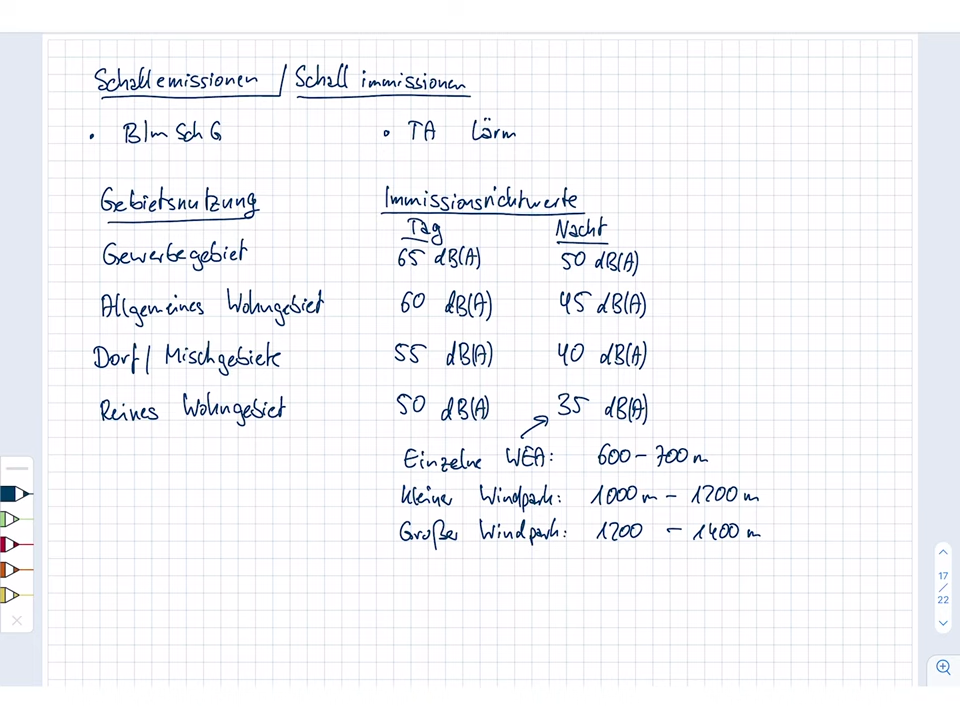 Schallemissionen / Schallimmissionen
• BImSchG • TA Lärm
Gebietsnutzung Immissionsrichtwerte
Tag Nacht
Gewerbegebiet 65 dB(A) 50 dB(A)
Allgemeines Wohngebiet 60 dB(A) 45 dB(A)
Dorf/Mischgebiete 55 dB(A) 40 dB(A)
Reines Wohngebiet 50 dB(A) 35 dB(A)
Einzelne WEA: 600 - 700 m
Kleiner Windpark: 1000 m - 1200 m
Großer Windpark: 1200 - 1400 m
17
/
22